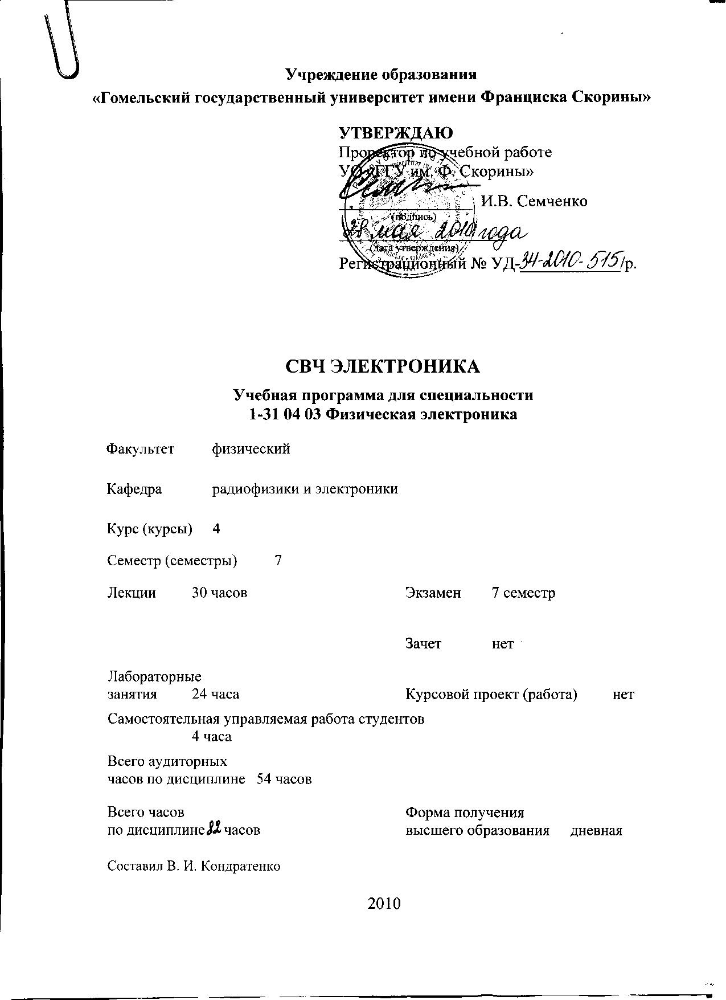 Учреждение образования
«Гомельский государственный университет имени Франциска Скорины»
УТВЕРЖДАЮ
Проректор по учебной работе
УО «ГГУ им. Ф. Скорины»
И.В. Семченко
(подпись)
28 мая 2010 года
(дата утверждения)
Регистрационный № УД-34-2010-515/р.
СВЧ ЭЛЕКТРОНИКА
Учебная программа для специальности
1-31 04 03 Физическая электроника
Факультет физический
Кафедра радиофизики и электроники
Курс (курсы) 4
Семестр (семестры) 7
Лекции 30 часов Экзамен 7 семестр
Зачет нет
Лабораторные
занятия 24 часа Курсовой проект (работа) нет
Самостоятельная управляемая работа студентов
4 часа
Всего аудиторных
часов по дисциплине 54 часов
Всего часов Форма получения
по дисциплине часов высшего образования дневная
Составил В. И. Кондратенко
2010